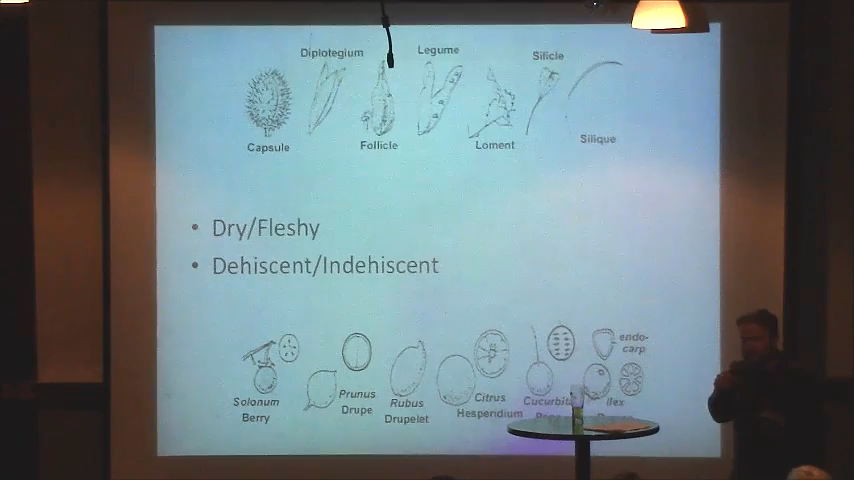 Diplotegium
Legume
Silicle
Capsule
Follicle
Loment
Silique
• Dry/Fleshy
• Dehiscent/Indehiscent
endo-
carp
Solonum
Berry
Prunus
Drupe
Rubus
Drupelet
Citrus
Hesperidium
Cucurbita
Ilex